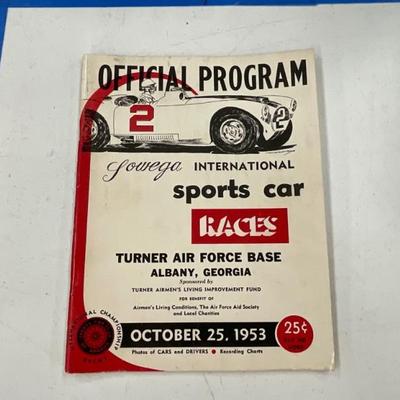 OFFICIAL PROGRAM
2
2
Sowega INTERNATIONAL
sports car
RACES
TURNER AIR FORCE BASE
ALBANY, GEORGIA
Sponsored by
TURNER AIRMEN'S LIVING IMPROVEMENT FUND
FOR BENEFIT OF
Airmen's Living Conditions, The Air Force Aid Society
and Local Charities
OCTOBER 25, 1953
25¢
Photos of CARS and DRIVERS • Recording Charts